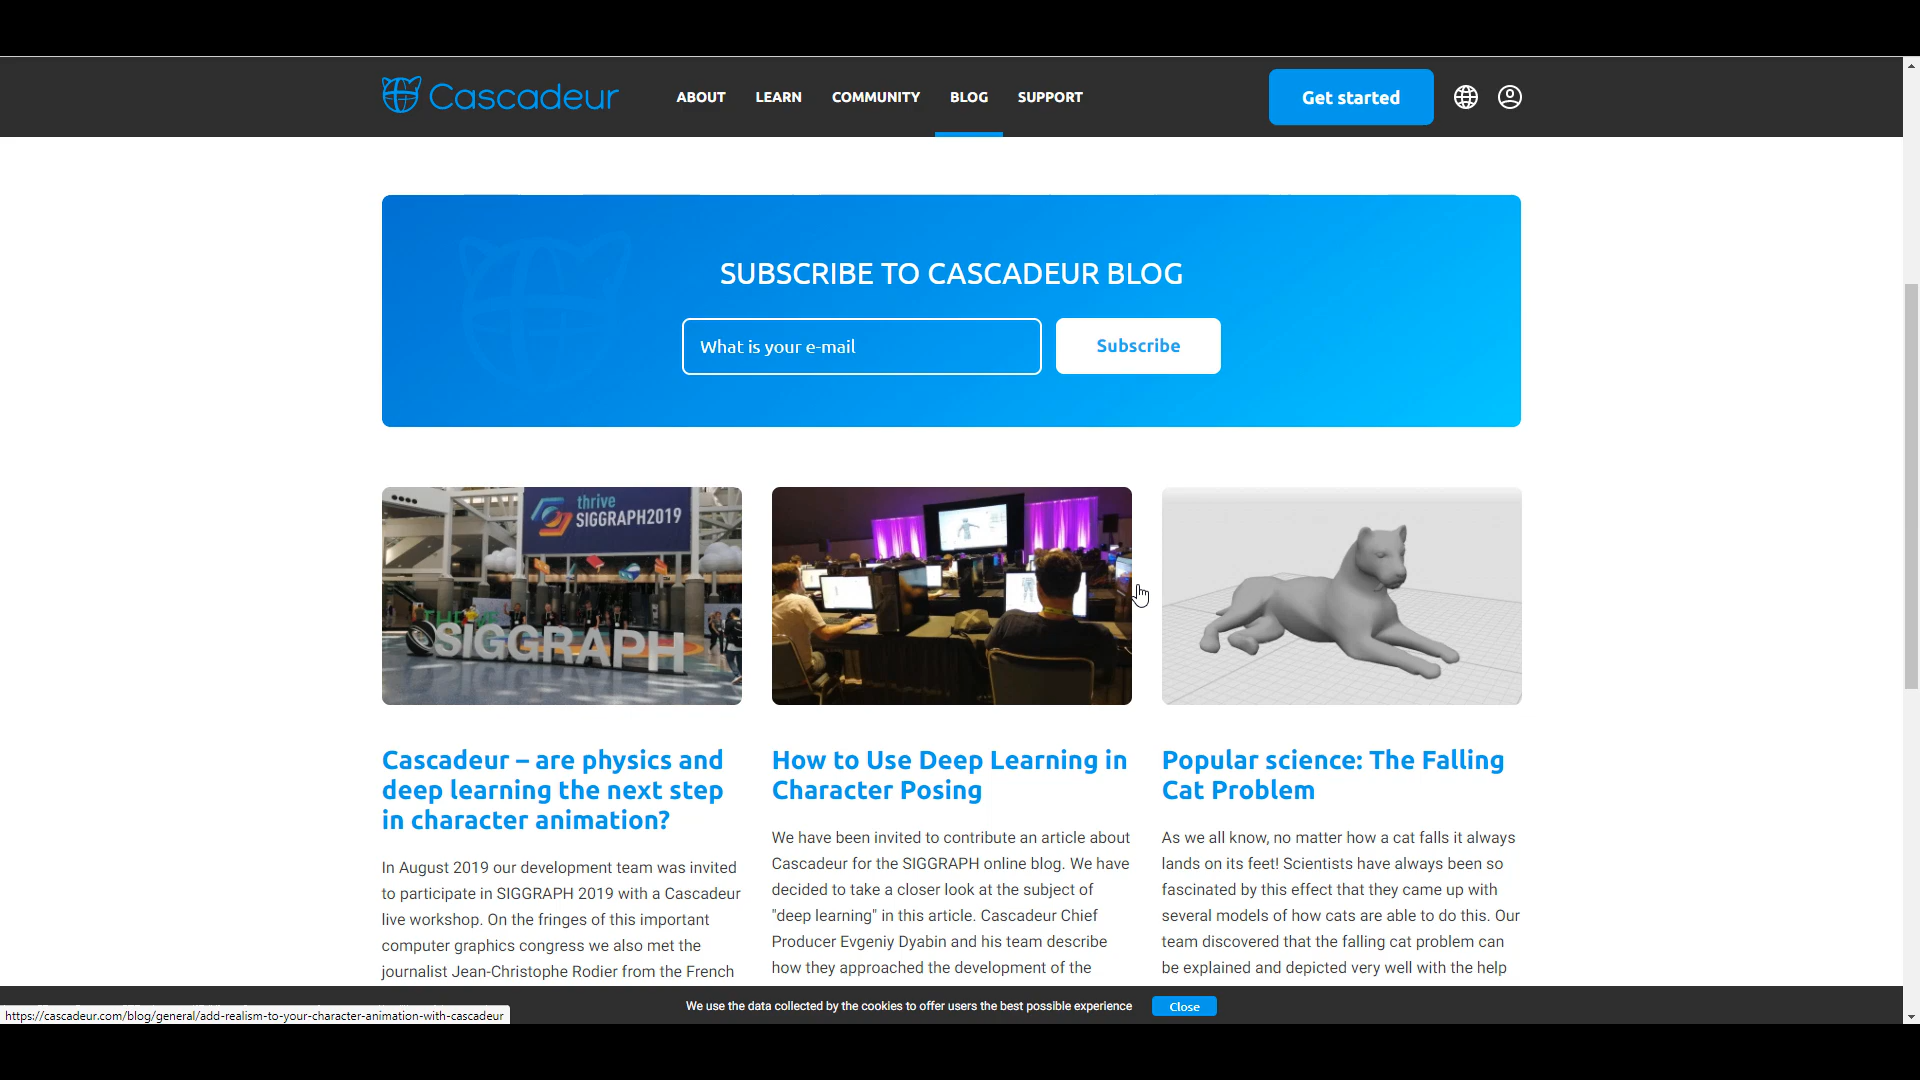 Cascadeur
ABOUT LEARN COMMUNITY BLOG SUPPORT
Get started
SUBSCRIBE TO CASCADEUR BLOG
What is your e-mail
Subscribe
thrive
SIGGRAPH2019
SIGGRAPH
Cascadeur – are physics and
deep learning the next step
in character animation?
In August 2019 our development team was invited
to participate in SIGGRAPH 2019 with a Cascadeur
live workshop. On the fringes of this important
computer graphics congress we also met the
journalist Jean-Christophe Rodier from the French
How to Use Deep Learning in
Character Posing
We have been invited to contribute an article about
Cascadeur for the SIGGRAPH online blog. We have
decided to take a closer look at the subject of
"deep learning" in this article. Cascadeur Chief
Producer Evgeniy Dyabin and his team describe
how they approached the development of the
Popular science: The Falling
Cat Problem
As we all know, no matter how a cat falls it always
lands on its feet! Scientists have always been so
fascinated by this effect that they came up with
several models of how cats are able to do this. Our
team discovered that the falling cat problem can
be explained and depicted very well with the help
We use the data collected by the cookies to offer users the best possible experience
Close
https://cascadeur.com/blog/general/add-realism-to-your-character-animation-with-cascadeur